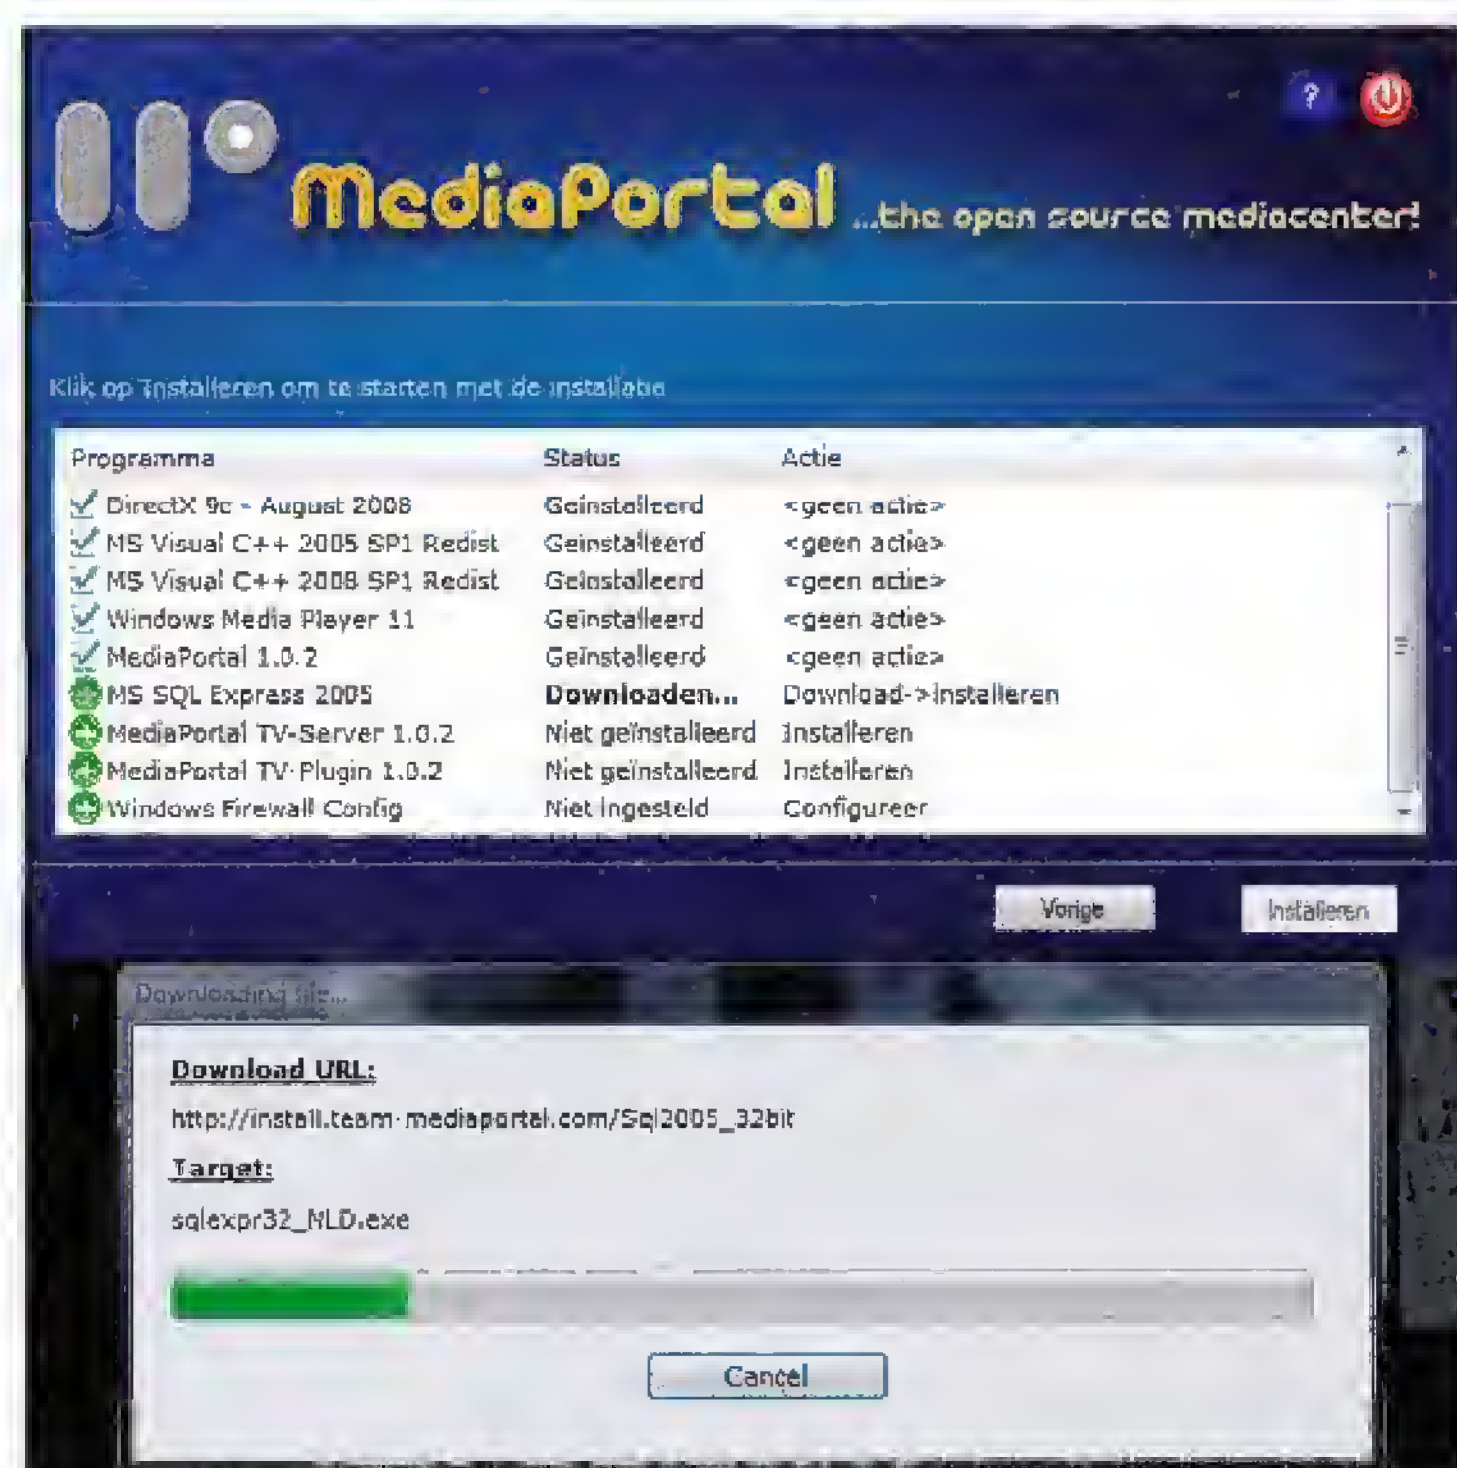 ?
MediaPortal ...the open source mediacenter!
Klik op Installeren om te starten met de installatie
Programma Status Actie
DirectX 9c - August 2008 Geïnstalleerd <geen actie>
MS Visual C++ 2005 SP1 Redist Geïnstalleerd <geen actie>
MS Visual C++ 2008 SP1 Redist Geïnstalleerd <geen actie>
Windows Media Player 11 Geïnstalleerd <geen actie>
MediaPortal 1.0.2 Geïnstalleerd <geen actie>
MS SQL Express 2005 Downloaden... Download->Installeren
MediaPortal TV-Server 1.0.2 Niet geïnstalleerd Installeren
MediaPortal TV-Plugin 1.0.2 Niet geïnstalleerd Installeren
Windows Firewall Config Niet ingesteld Configureer
Vorige Installeren
Downloading file...
Download URL:
http://install.team-mediaportal.com/Sql2005_32bit
Target:
sqlexpr32_NLD.exe
Cancel